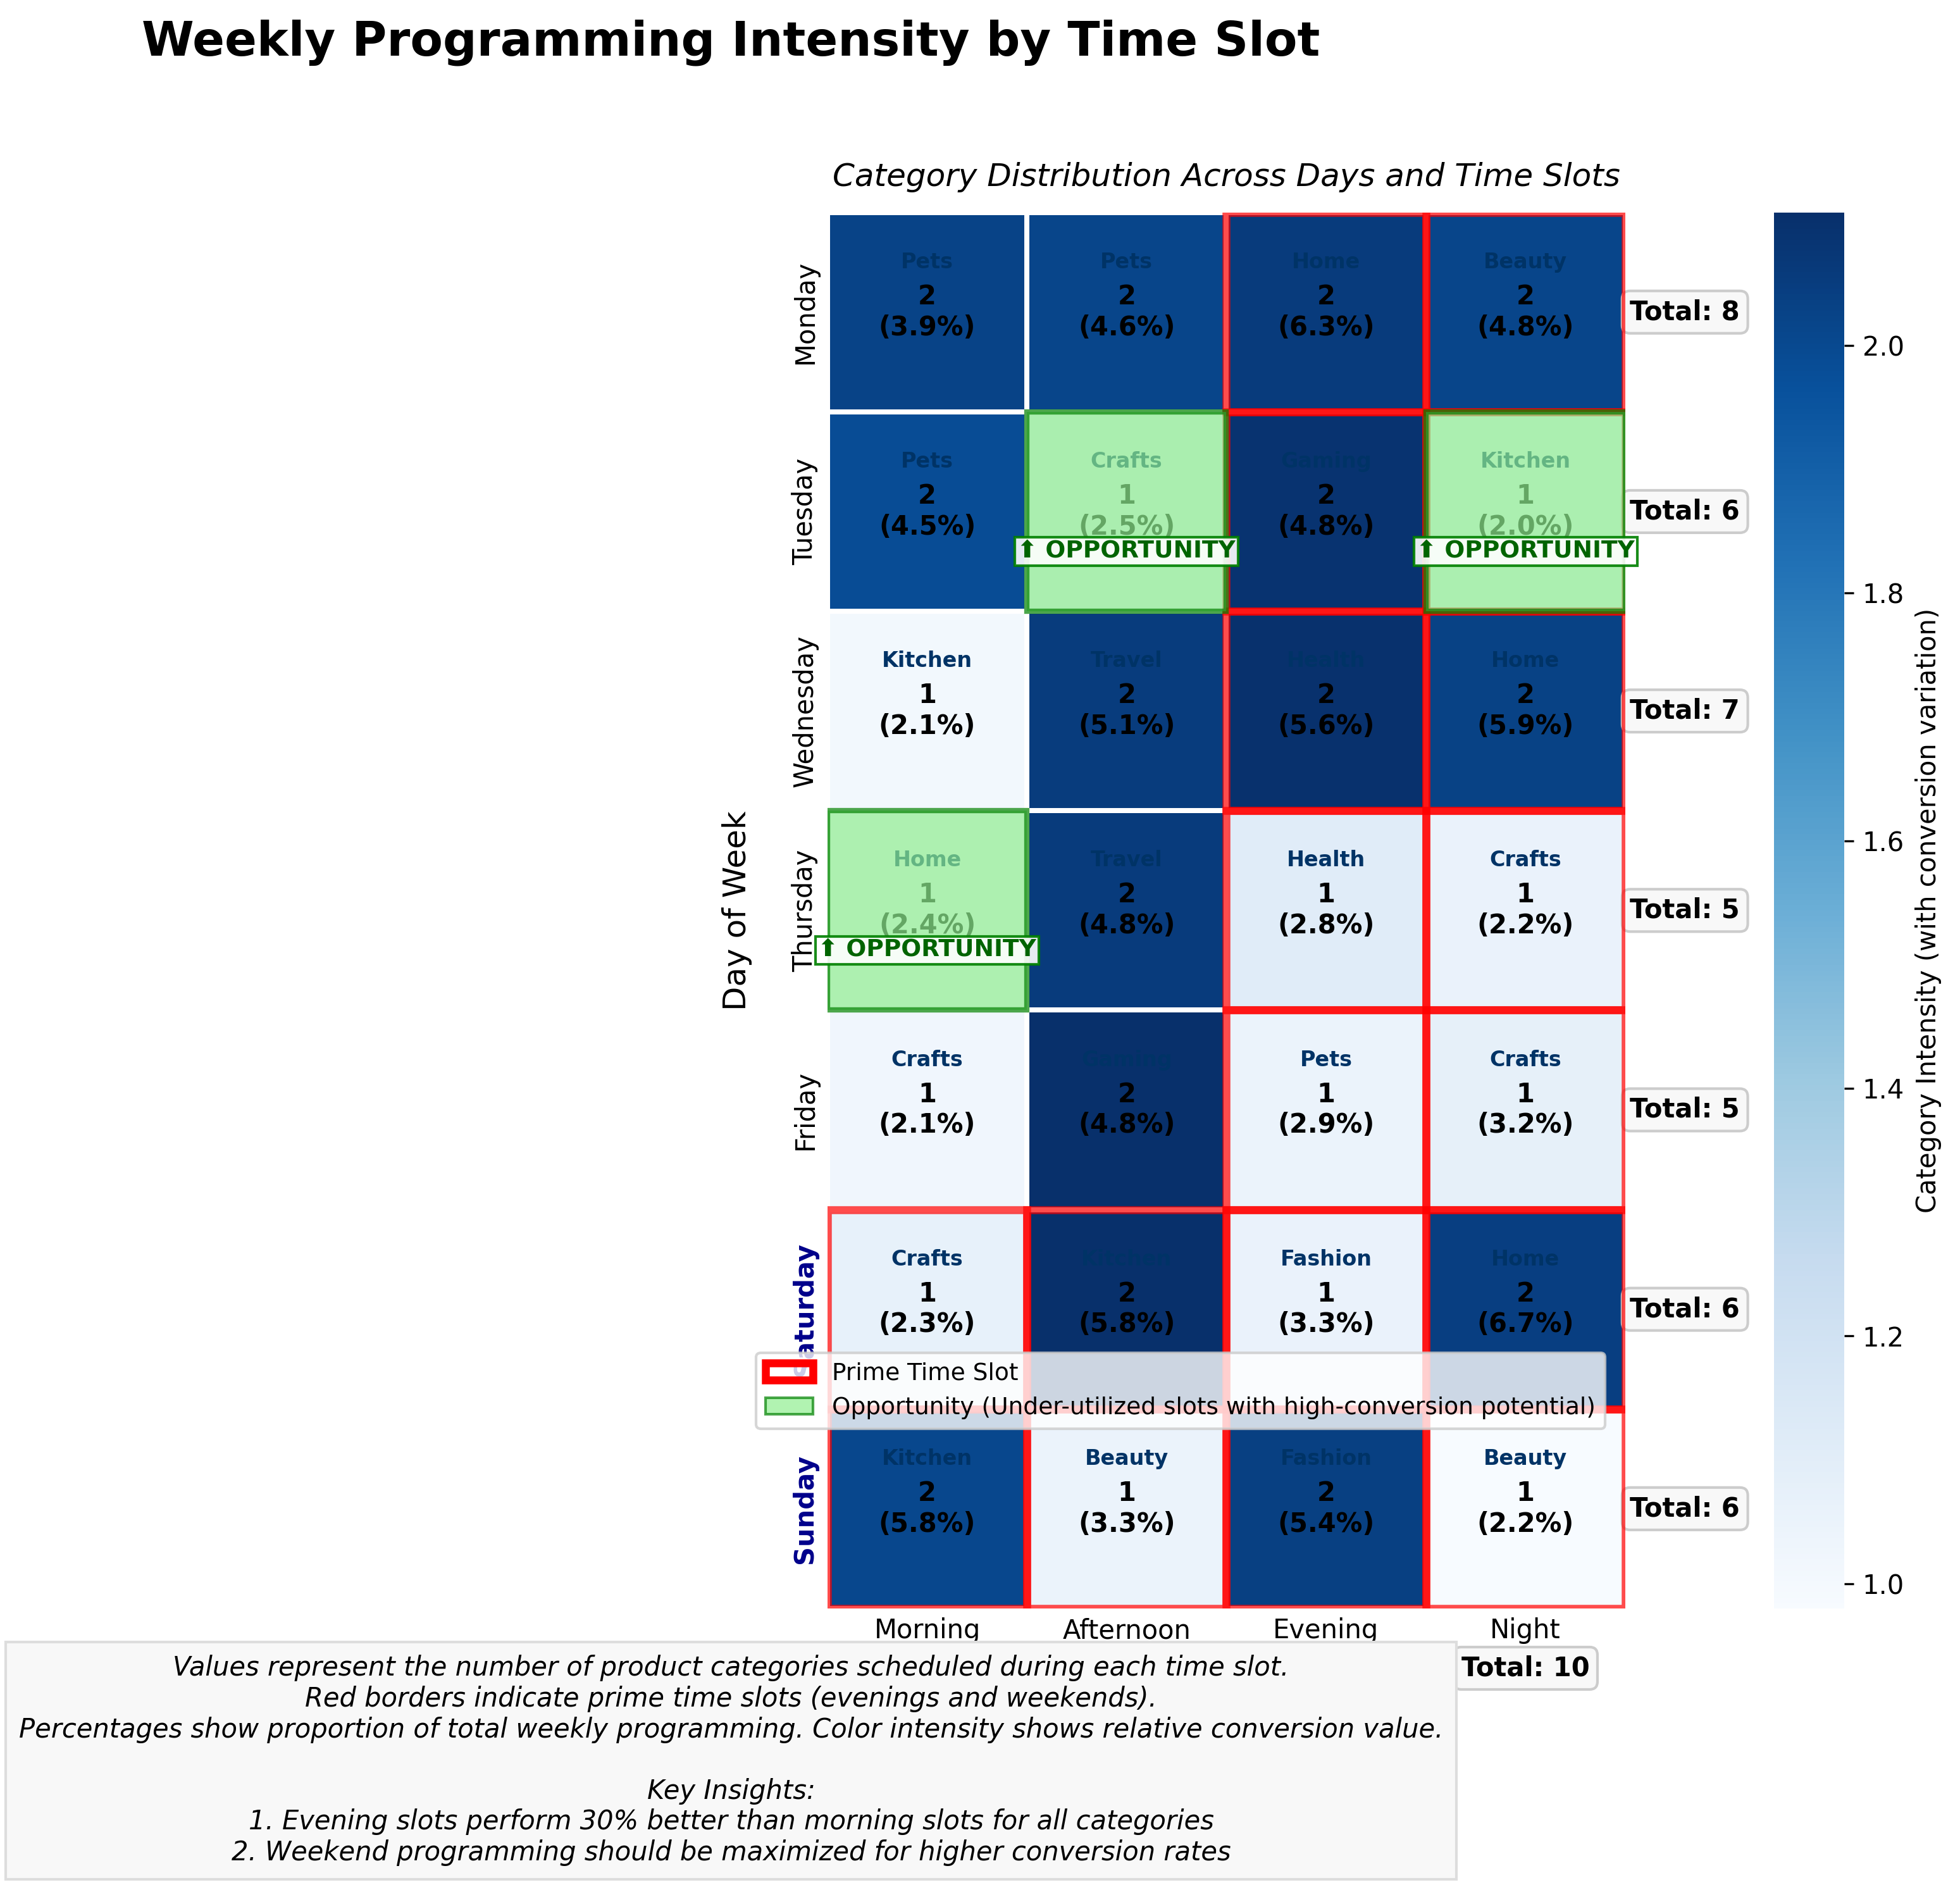 Weekly Programming Intensity by Time Slot
Category Distribution Across Days and Time Slots
Day of Week
Monday
Pets
2
(3.9%)
Pets
2
(4.6%)
Home
2
(6.3%)
Beauty
2
(4.8%)
Total: 8
Tuesday
Pets
2
(4.5%)
Crafts
1
(2.5%)
⬆ OPPORTUNITY
Gaming
2
(4.8%)
Kitchen
1
(2.0%)
⬆ OPPORTUNITY
Total: 6
Wednesday
Kitchen
1
(2.1%)
Travel
2
(5.1%)
Health
2
(5.6%)
Home
2
(5.9%)
Total: 7
Thursday
Home
1
(2.4%)
⬆ OPPORTUNITY
Travel
2
(4.8%)
Health
1
(2.8%)
Crafts
1
(2.2%)
Total: 5
Friday
Crafts
1
(2.1%)
2
(4.8%)
Pets
1
(2.9%)
Crafts
1
(3.2%)
Total: 5
Saturday
Crafts
1
(2.3%)
2
(5.8%)
Fashion
1
(3.3%)
Home
2
(6.7%)
Total: 6
Prime Time Slot
Opportunity (Under-utilized slots with high-conversion potential)
Sunday
Kitchen
2
(5.8%)
Beauty
1
(3.3%)
Fashion
2
(5.4%)
Beauty
1
(2.2%)
Total: 6
Morning
Afternoon
Evening
Night
Total: 10
2.0
1.8
1.6
1.4
1.2
1.0
Category Intensity (with conversion variation)
Values represent the number of product categories scheduled during each time slot.
Red borders indicate prime time slots (evenings and weekends).
Percentages show proportion of total weekly programming. Color intensity shows relative conversion value.
Key Insights:
1. Evening slots perform 30% better than morning slots for all categories
2. Weekend programming should be maximized for higher conversion rates